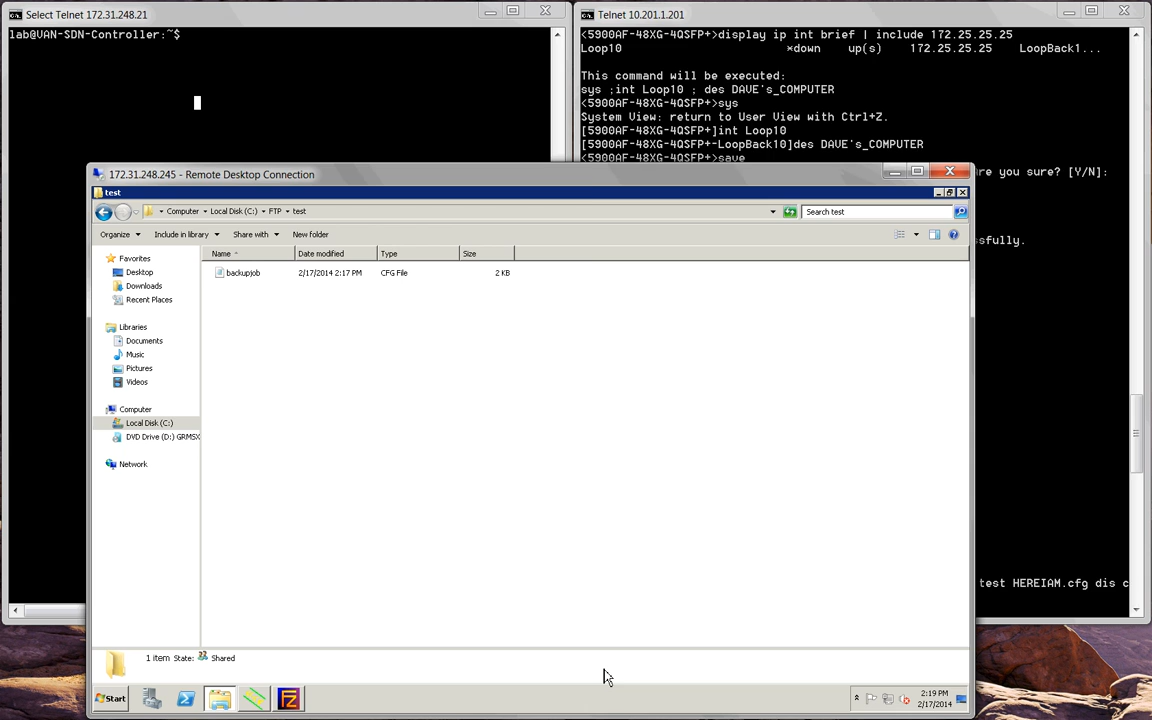 Select Telnet 172.31.248.21
lab@VAN-SDN-Controller:~$
Telnet 10.201.1.201
<5900AF-48XG-4QSFP+>display ip int brief | include 172.25.25.25
Loop10 *down up(s) 172.25.25.25 LoopBack1...
This command will be executed:
sys ;int Loop10 ; des DAVE's_COMPUTER
<5900AF-48XG-4QSFP+>sys
System View: return to User View with Ctrl+Z.
[5900AF-48XG-4QSFP+]int Loop10
[5900AF-48XG-4QSFP+-LoopBack10]des DAVE's_COMPUTER
<5900AF-48XG-4QSFP+>save
re you sure? [Y/N]:
ssfully.
test HEREIAM.cfg dis c
172.31.248.245 - Remote Desktop Connection
test
Computer Local Disk (C:) FTP test
Search test
Organize Include in library Share with New folder
Name Date modified Type Size
backupjob 2/17/2014 2:17 PM CFG File 2 KB
Favorites
Desktop
Downloads
Recent Places
Libraries
Documents
Music
Pictures
Videos
Computer
Local Disk (C:)
DVD Drive (D:) GRMSX
Network
1 item State: Shared
Start
2:19 PM
2/17/2014